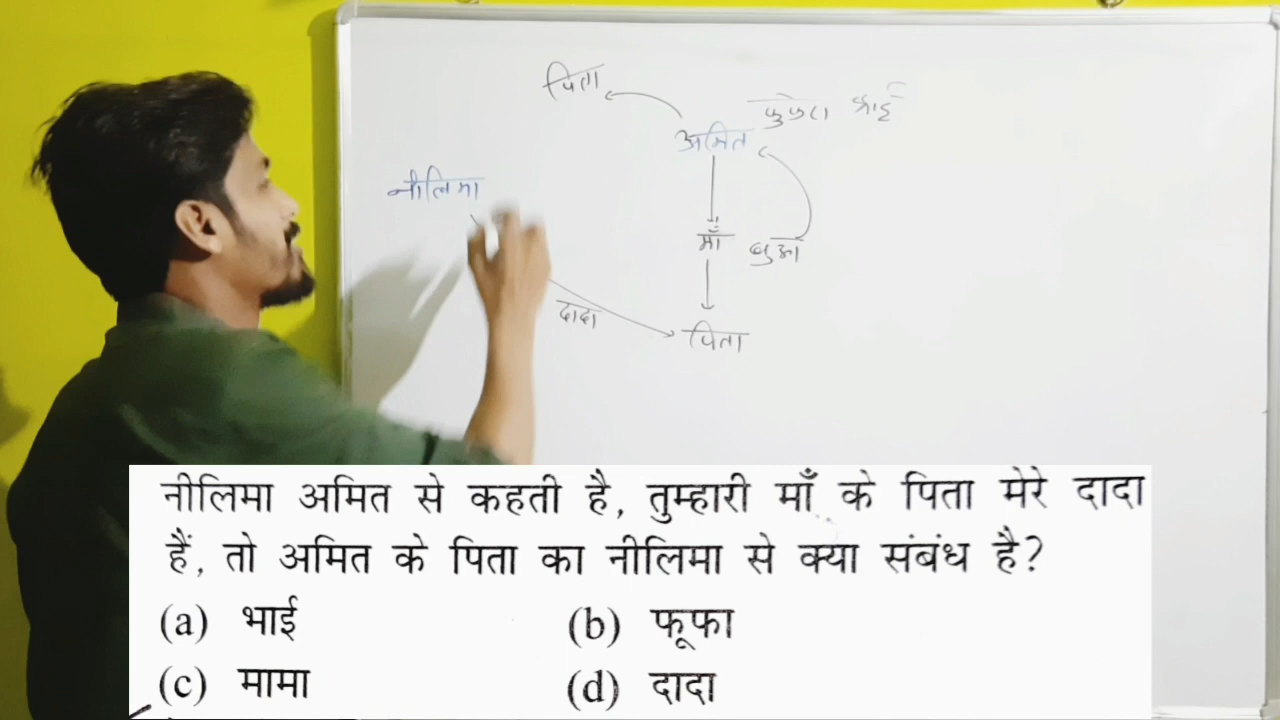 पिता
अमित फुफेरा भाई
नीलिमा
माँ बुआ
दादा
पिता
नीलिमा अमित से कहती है, तुम्हारी माँ के पिता मेरे दादा
हैं, तो अमित के पिता का नीलिमा से क्या संबंध है?
(a) भाई (b) फूफा
(c) मामा (d) दादा